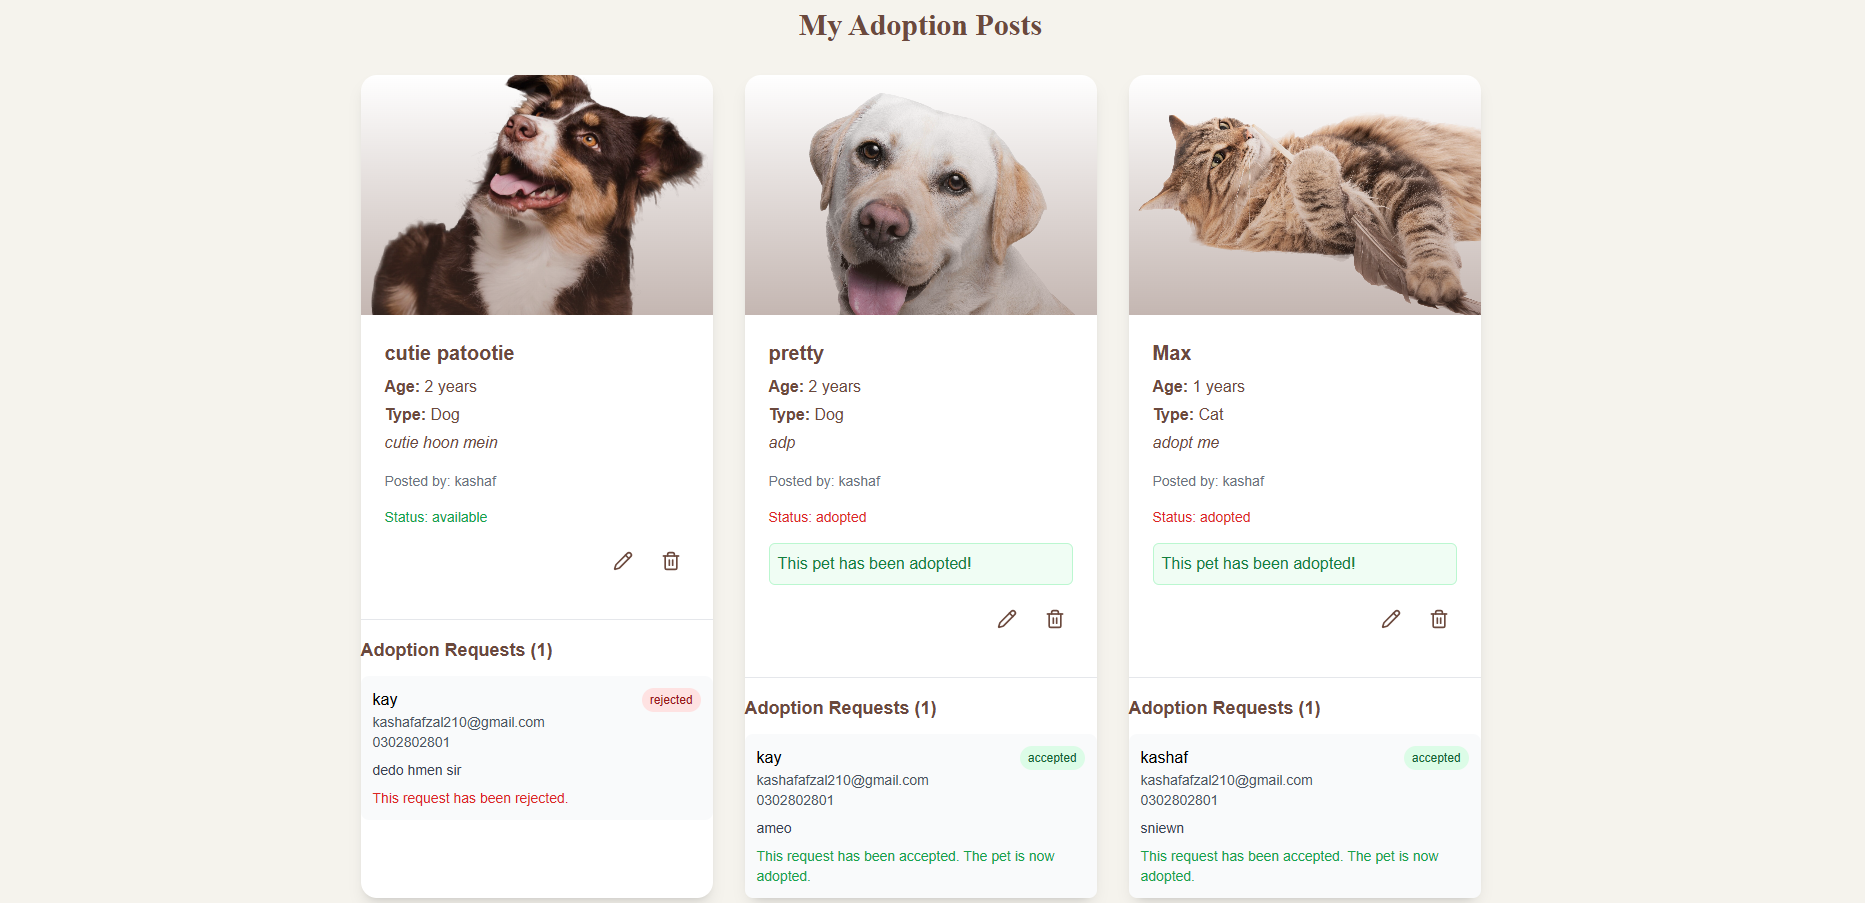 My Adoption Posts
cutie patootie
Age: 2 years
Type: Dog
cutie hoon mein
Posted by: kashaf
Status: available
Adoption Requests (1)
kay
rejected
kashafafzal210@gmail.com
0302802801
dedo hmen sir
This request has been rejected.
pretty
Age: 2 years
Type: Dog
adp
Posted by: kashaf
Status: adopted
This pet has been adopted!
Adoption Requests (1)
kay
accepted
kashafafzal210@gmail.com
0302802801
ameo
This request has been accepted. The pet is now
adopted.
Max
Age: 1 years
Type: Cat
adopt me
Posted by: kashaf
Status: adopted
This pet has been adopted!
Adoption Requests (1)
kashaf
accepted
kashafafzal210@gmail.com
0302802801
sniewn
This request has been accepted. The pet is now
adopted.